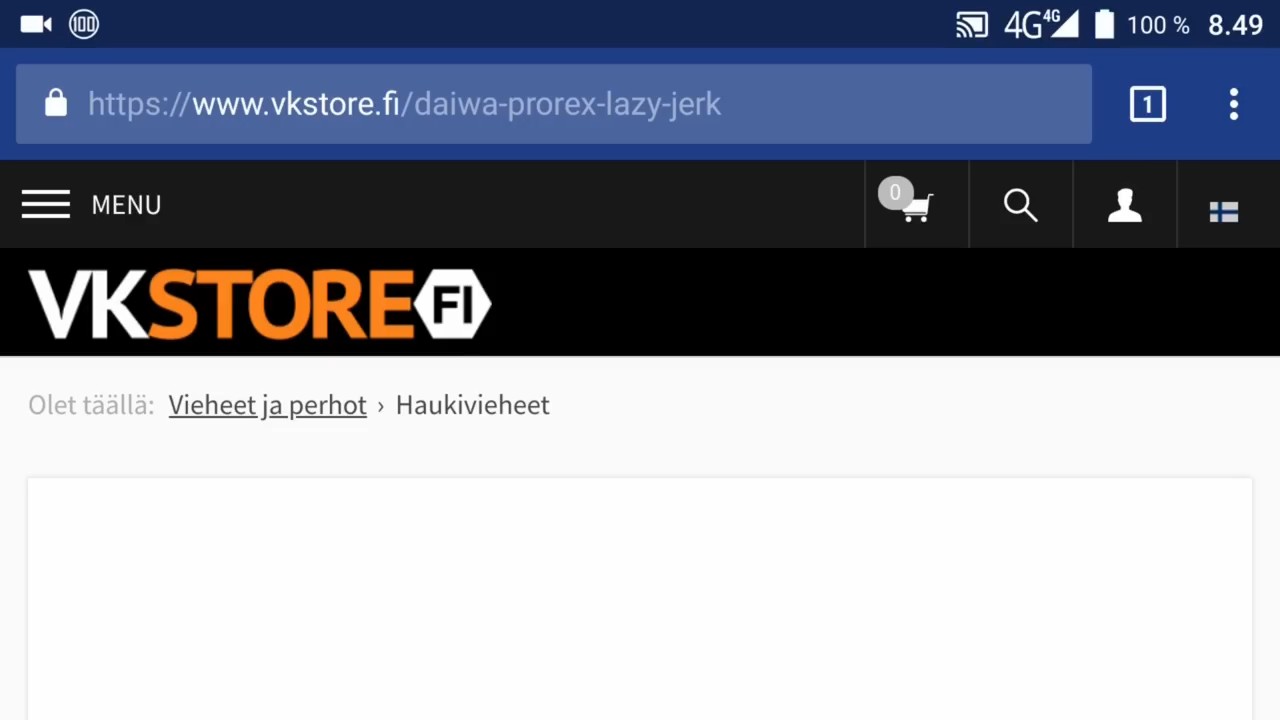 100 4G 4G 100 % 8.49
https://www.vkstore.fi/daiwa-prorex-lazy-jerk 1
MENU 0
VKSTORE FI
Olet täällä: Vieheet ja perhot › Haukivieheet